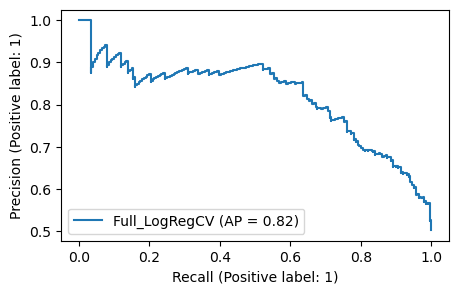 Precision (Positive label: 1)
1.0
0.9
0.8
0.7
0.6
0.5
Full_LogRegCV (AP = 0.82)
0.0 0.2 0.4 0.6 0.8 1.0
Recall (Positive label: 1)